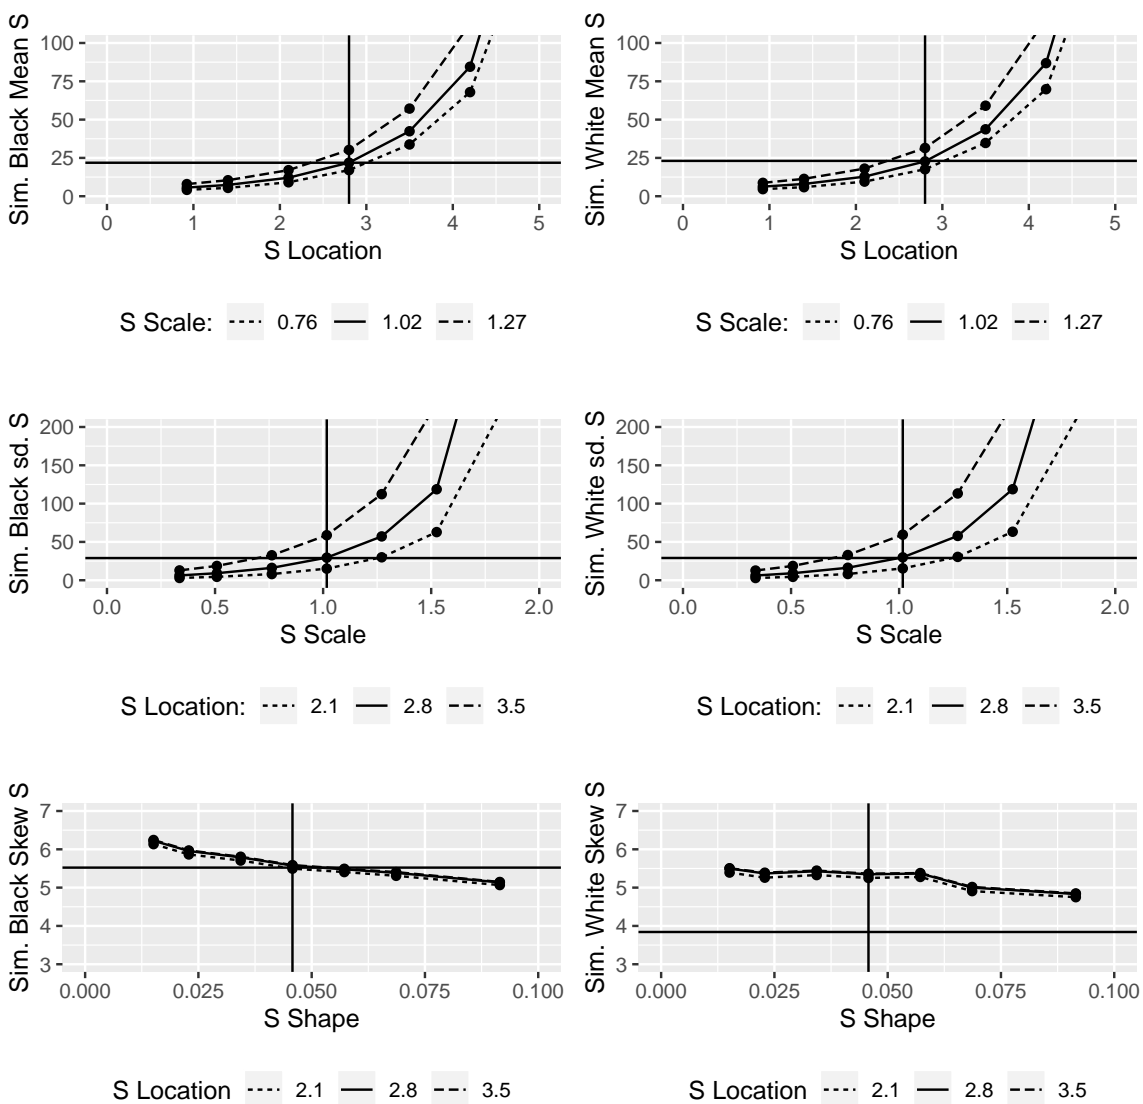 Sim. Black Mean S
100
75
50
25
0
0 1 2 3 4 5
S Location
S Scale: 0.76 1.02 1.27
Sim. White Mean S
100
75
50
25
0
0 1 2 3 4 5
S Location
S Scale: 0.76 1.02 1.27
Sim. Black sd. S
200
150
100
50
0
0.0 0.5 1.0 1.5 2.0
S Scale
S Location: 2.1 2.8 3.5
Sim. White sd. S
200
150
100
50
0
0.0 0.5 1.0 1.5 2.0
S Scale
S Location: 2.1 2.8 3.5
Sim. Black Skew S
7
6
5
4
3
0.000 0.025 0.050 0.075 0.100
S Shape
S Location 2.1 2.8 3.5
Sim. White Skew S
7
6
5
4
3
0.000 0.025 0.050 0.075 0.100
S Shape
S Location 2.1 2.8 3.5